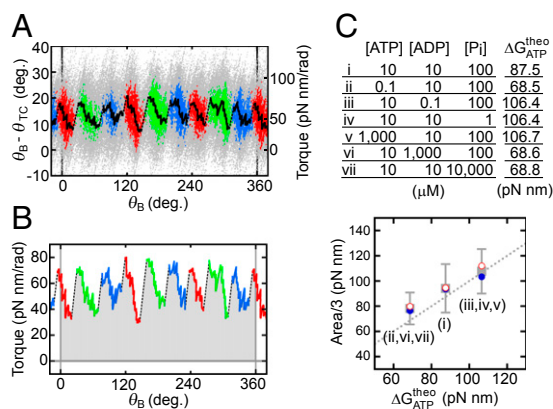 A
θB- θTC (deg.)
40
30
20
10
0
-10
100
50
0
Torque (pN nm/rad)
0 120 240 360
θB (deg.)
B
Torque (pN nm/rad)
80
60
40
20
0
0 120 240 360
θB (deg.)
C
[ATP] [ADP] [Pi] ΔG ATP theo
i 10 10 100 87.5
ii 0.1 10 100 68.5
iii 10 0.1 100 106.4
iv 10 10 1 106.4
v 1,000 10 100 106.7
vi 10 1,000 100 68.6
vii 10 10 10,000 68.8
(μM) (pN nm)
Area/3 (pN nm)
140
120
100
80
60
40
(iii,iv,v)
(i)
(ii,vi,vii)
60 80 100 120
ΔG ATP theo (pN nm)